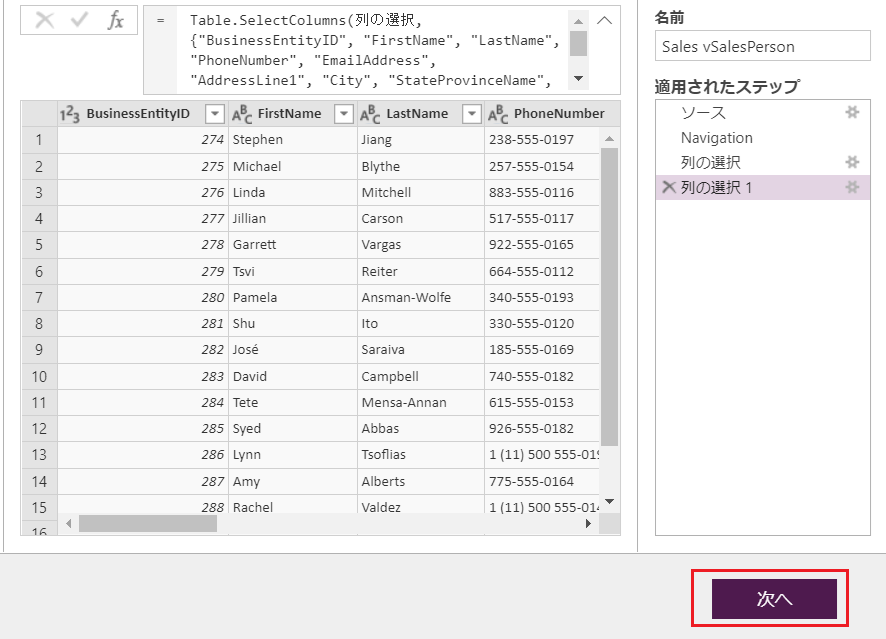 fx
= Table.SelectColumns(列の選択,
{"BusinessEntityID", "FirstName", "LastName",
"PhoneNumber", "EmailAddress",
"AddressLine1", "City", "StateProvinceName",
名前
Sales vSalesPerson
適用されたステップ
ソース
Navigation
列の選択
列の選択 1
123 BusinessEntityID ABC FirstName ABC LastName ABC PhoneNumber
1 274 Stephen Jiang 238-555-0197
2 275 Michael Blythe 257-555-0154
3 276 Linda Mitchell 883-555-0116
4 277 Jillian Carson 517-555-0117
5 278 Garrett Vargas 922-555-0165
6 279 Tsvi Reiter 664-555-0112
7 280 Pamela Ansman-Wolfe 340-555-0193
8 281 Shu Ito 330-555-0120
9 282 José Saraiva 185-555-0169
10 283 David Campbell 740-555-0182
11 284 Tete Mensa-Annan 615-555-0153
12 285 Syed Abbas 926-555-0182
13 286 Lynn Tsoflias 1 (11) 500 555-019
14 287 Amy Alberts 775-555-0164
15 288 Rachel Valdez 1 (11) 500 555-014
16
次へ